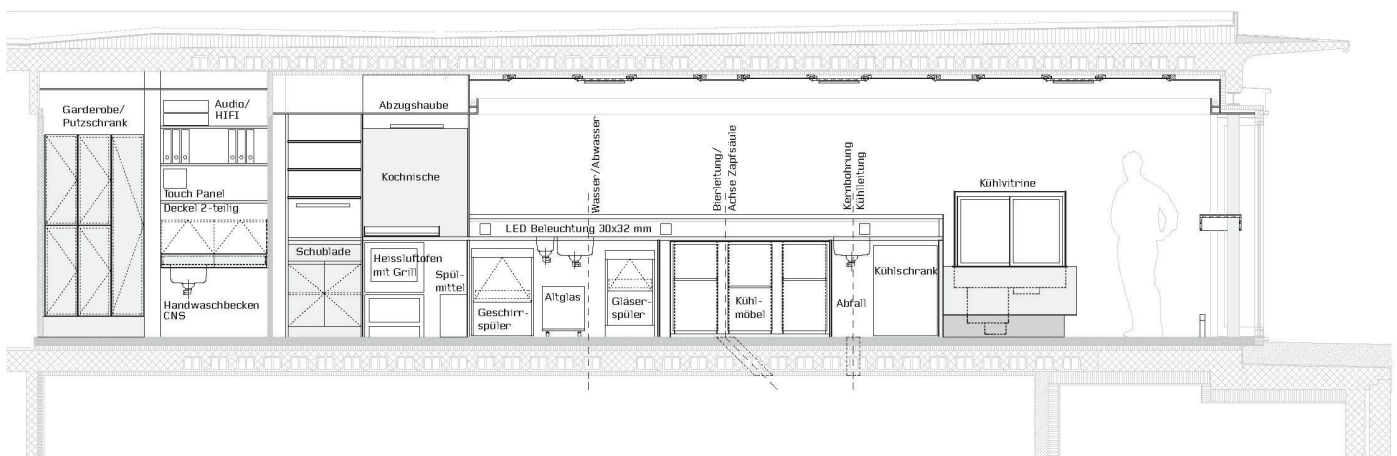 Garderobe/
Putzschrank
Audio/
HIFI
Touch Panel
Deckel 2-teilig
Handwaschbecken
CNS
Schublade
Abzugshaube
Kochnische
Heissluftofen
mit Grill
Spül-
mittel
LED Beleuchtung 30x32 mm
Geschirr-
spüler
Altglas
Wasser/Abwasser
Gläser-
spüler
Bierleitung/
Achse Zapfsäule
Kühl-
möbel
Kernbohrung
Kühlleitung
Abfall
Kühlschrank
Kühlvitrine